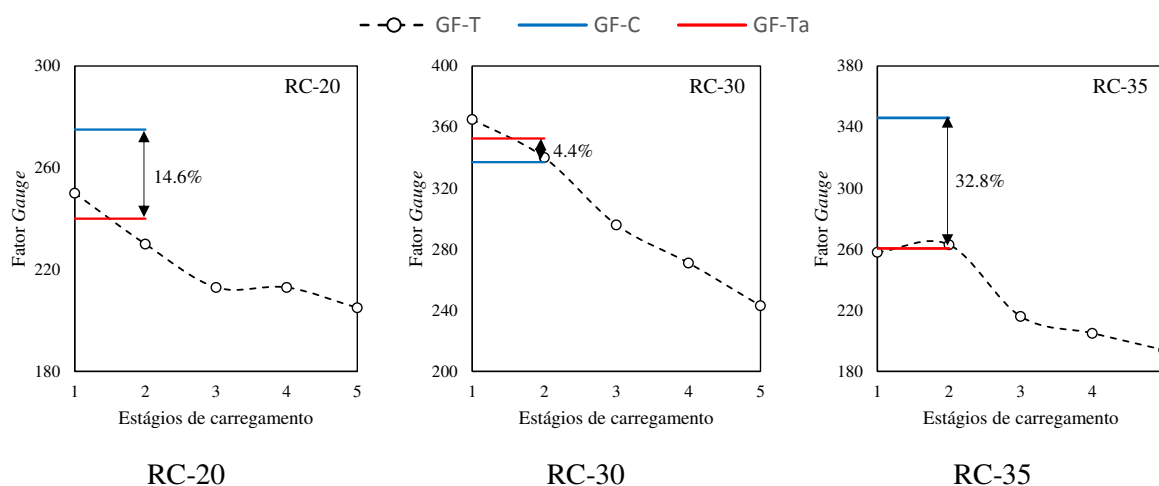 GF-T GF-C GF-Ta
300
260
220
180
Fator Gauge
RC-20
14.6%
1 2 3 4 5
Estágios de carregamento
RC-20
400
360
320
280
240
200
Fator Gauge
RC-30
4.4%
1 2 3 4 5
Estágios de carregamento
RC-30
380
340
300
260
220
180
Fator Gauge
RC-35
32.8%
1 2 3 4
Estágios de carregamento
RC-35